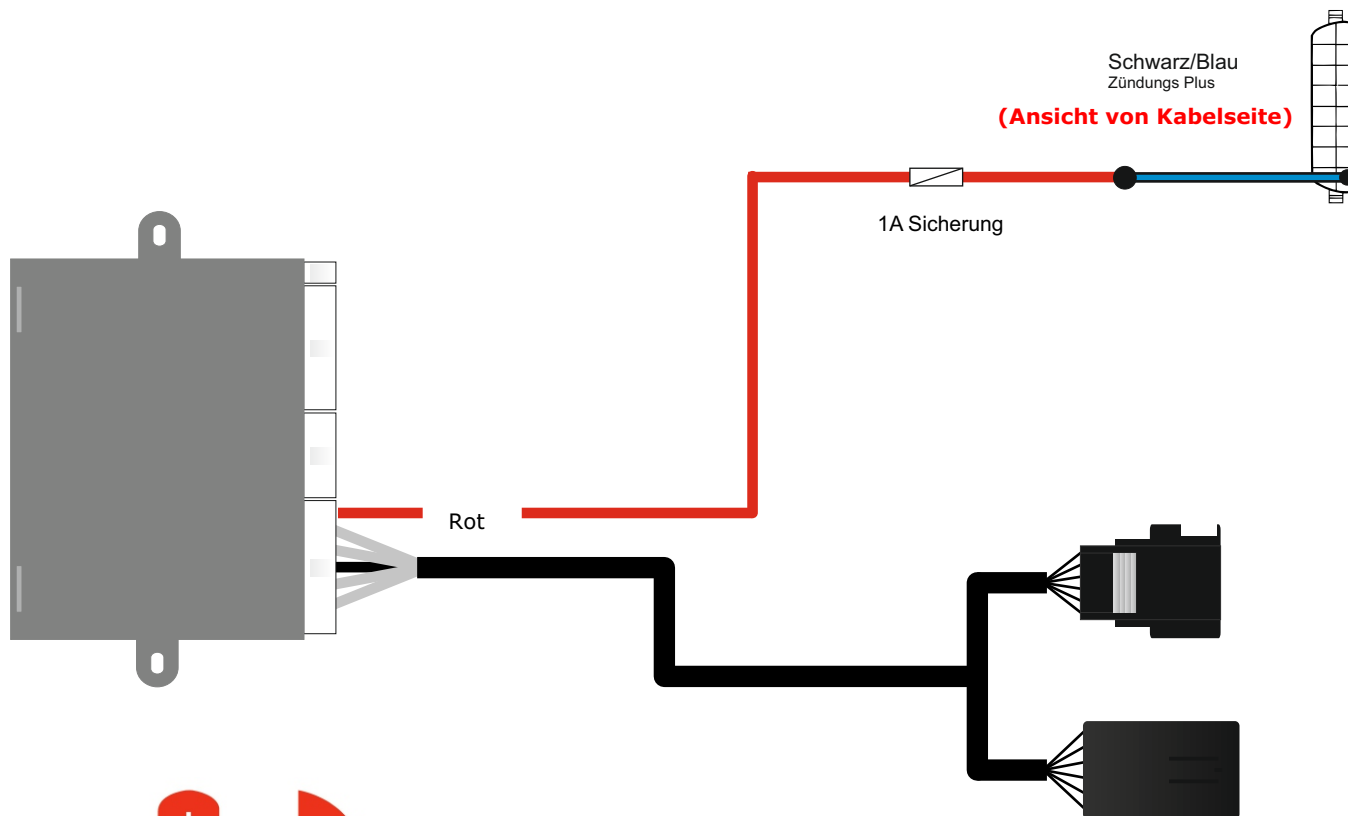 Schwarz/Blau
Zündungs Plus
(Ansicht von Kabelseite)
1A Sicherung
Rot